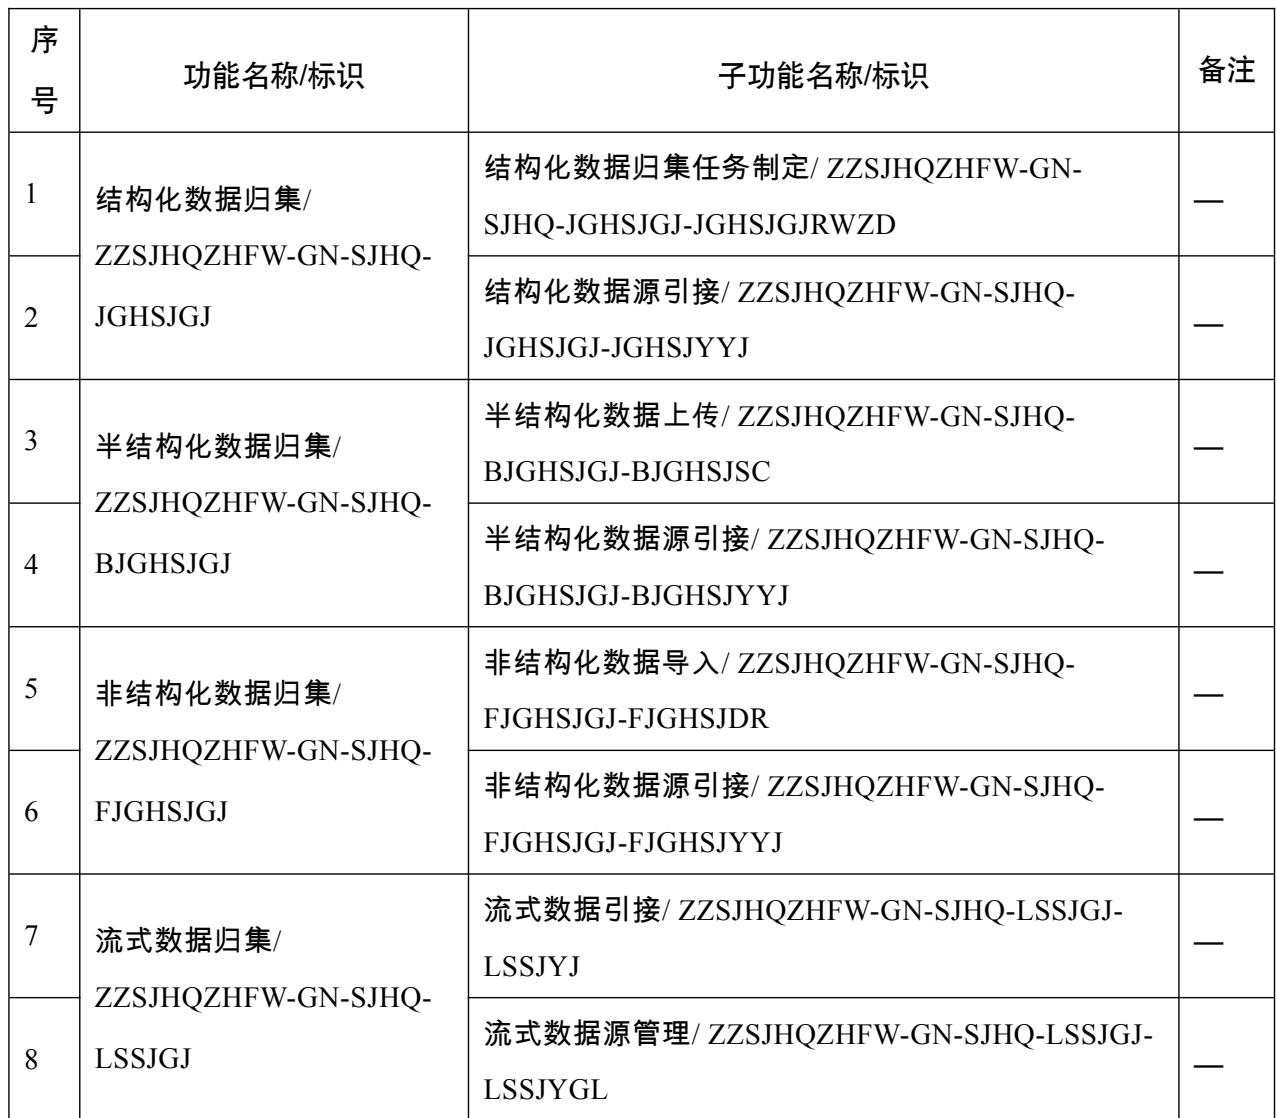 序
号
功能名称/标识
子功能名称/标识
备注
1
结构化数据归集/
ZZSJHQZHFW-GN-SJHQ-
JGHSJGJ
结构化数据归集任务制定/ ZZSJHQZHFW-GN-
SJHQ-JGHSJGJ-JGHSJGJRWZD
—
2
结构化数据源引接/ ZZSJHQZHFW-GN-SJHQ-
JGHSJGJ-JGHSJYYJ
—
3
半结构化数据归集/
ZZSJHQZHFW-GN-SJHQ-
BJGHSJGJ
半结构化数据上传/ ZZSJHQZHFW-GN-SJHQ-
BJGHSJGJ-BJGHSJSC
—
4
半结构化数据源引接/ ZZSJHQZHFW-GN-SJHQ-
BJGHSJGJ-BJGHSJYYJ
—
5
非结构化数据归集/
ZZSJHQZHFW-GN-SJHQ-
FJGHSJGJ
非结构化数据导入/ ZZSJHQZHFW-GN-SJHQ-
FJGHSJGJ-FJGHSJDR
—
6
非结构化数据源引接/ ZZSJHQZHFW-GN-SJHQ-
FJGHSJGJ-FJGHSJYYJ
—
7
流式数据归集/
ZZSJHQZHFW-GN-SJHQ-
LSSJGJ
流式数据引接/ ZZSJHQZHFW-GN-SJHQ-LSSJGJ-
LSSJYJ
—
8
流式数据源管理/ ZZSJHQZHFW-GN-SJHQ-LSSJGJ-
LSSJYGL
—